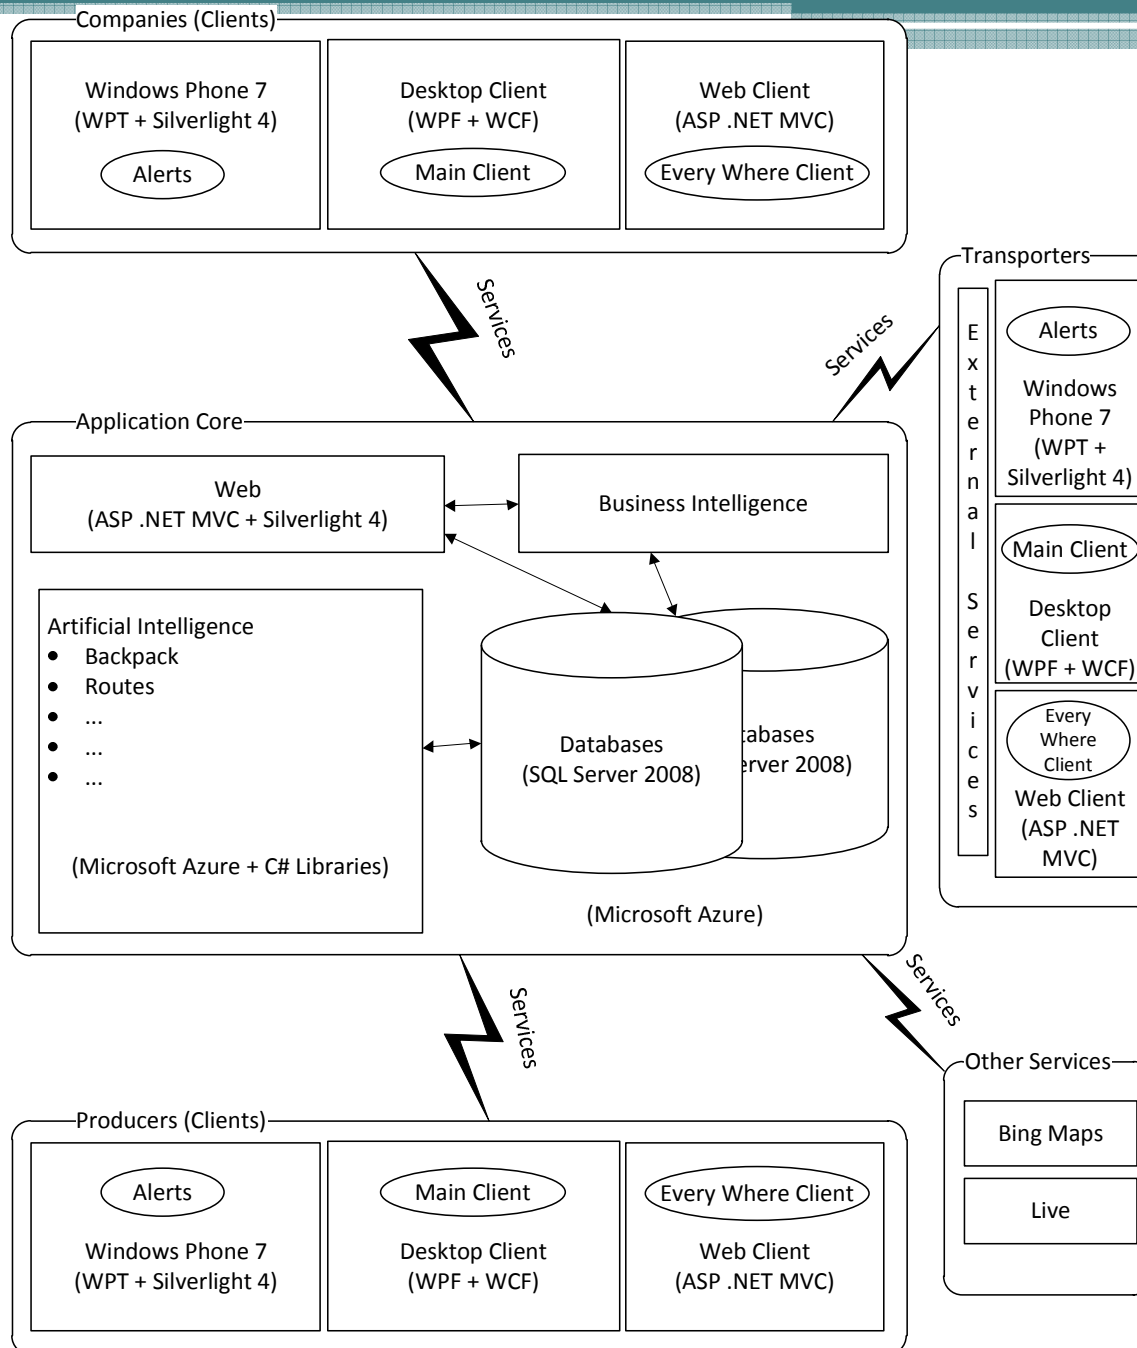 Companies (Clients)
Windows Phone 7
(WPT + Silverlight 4)
Alerts
Desktop Client
(WPF + WCF)
Main Client
Web Client
(ASP .NET MVC)
Every Where Client
Services
Services
Transporters
External Services
Alerts
Windows
Phone 7
(WPT +
Silverlight 4)
Main Client
Desktop
Client
(WPF + WCF)
Every
Where
Client
Web Client
(ASP .NET
MVC)
Application Core
Web
(ASP .NET MVC + Silverlight 4)
Business Intelligence
Artificial Intelligence
• Backpack
• Routes
• ...
• ...
• ...
(Microsoft Azure + C# Libraries)
Databases
(SQL Server 2008)
tabases
erver 2008)
(Microsoft Azure)
Services
Services
Other Services
Bing Maps
Live
Producers (Clients)
Alerts
Windows Phone 7
(WPT + Silverlight 4)
Main Client
Desktop Client
(WPF + WCF)
Every Where Client
Web Client
(ASP .NET MVC)